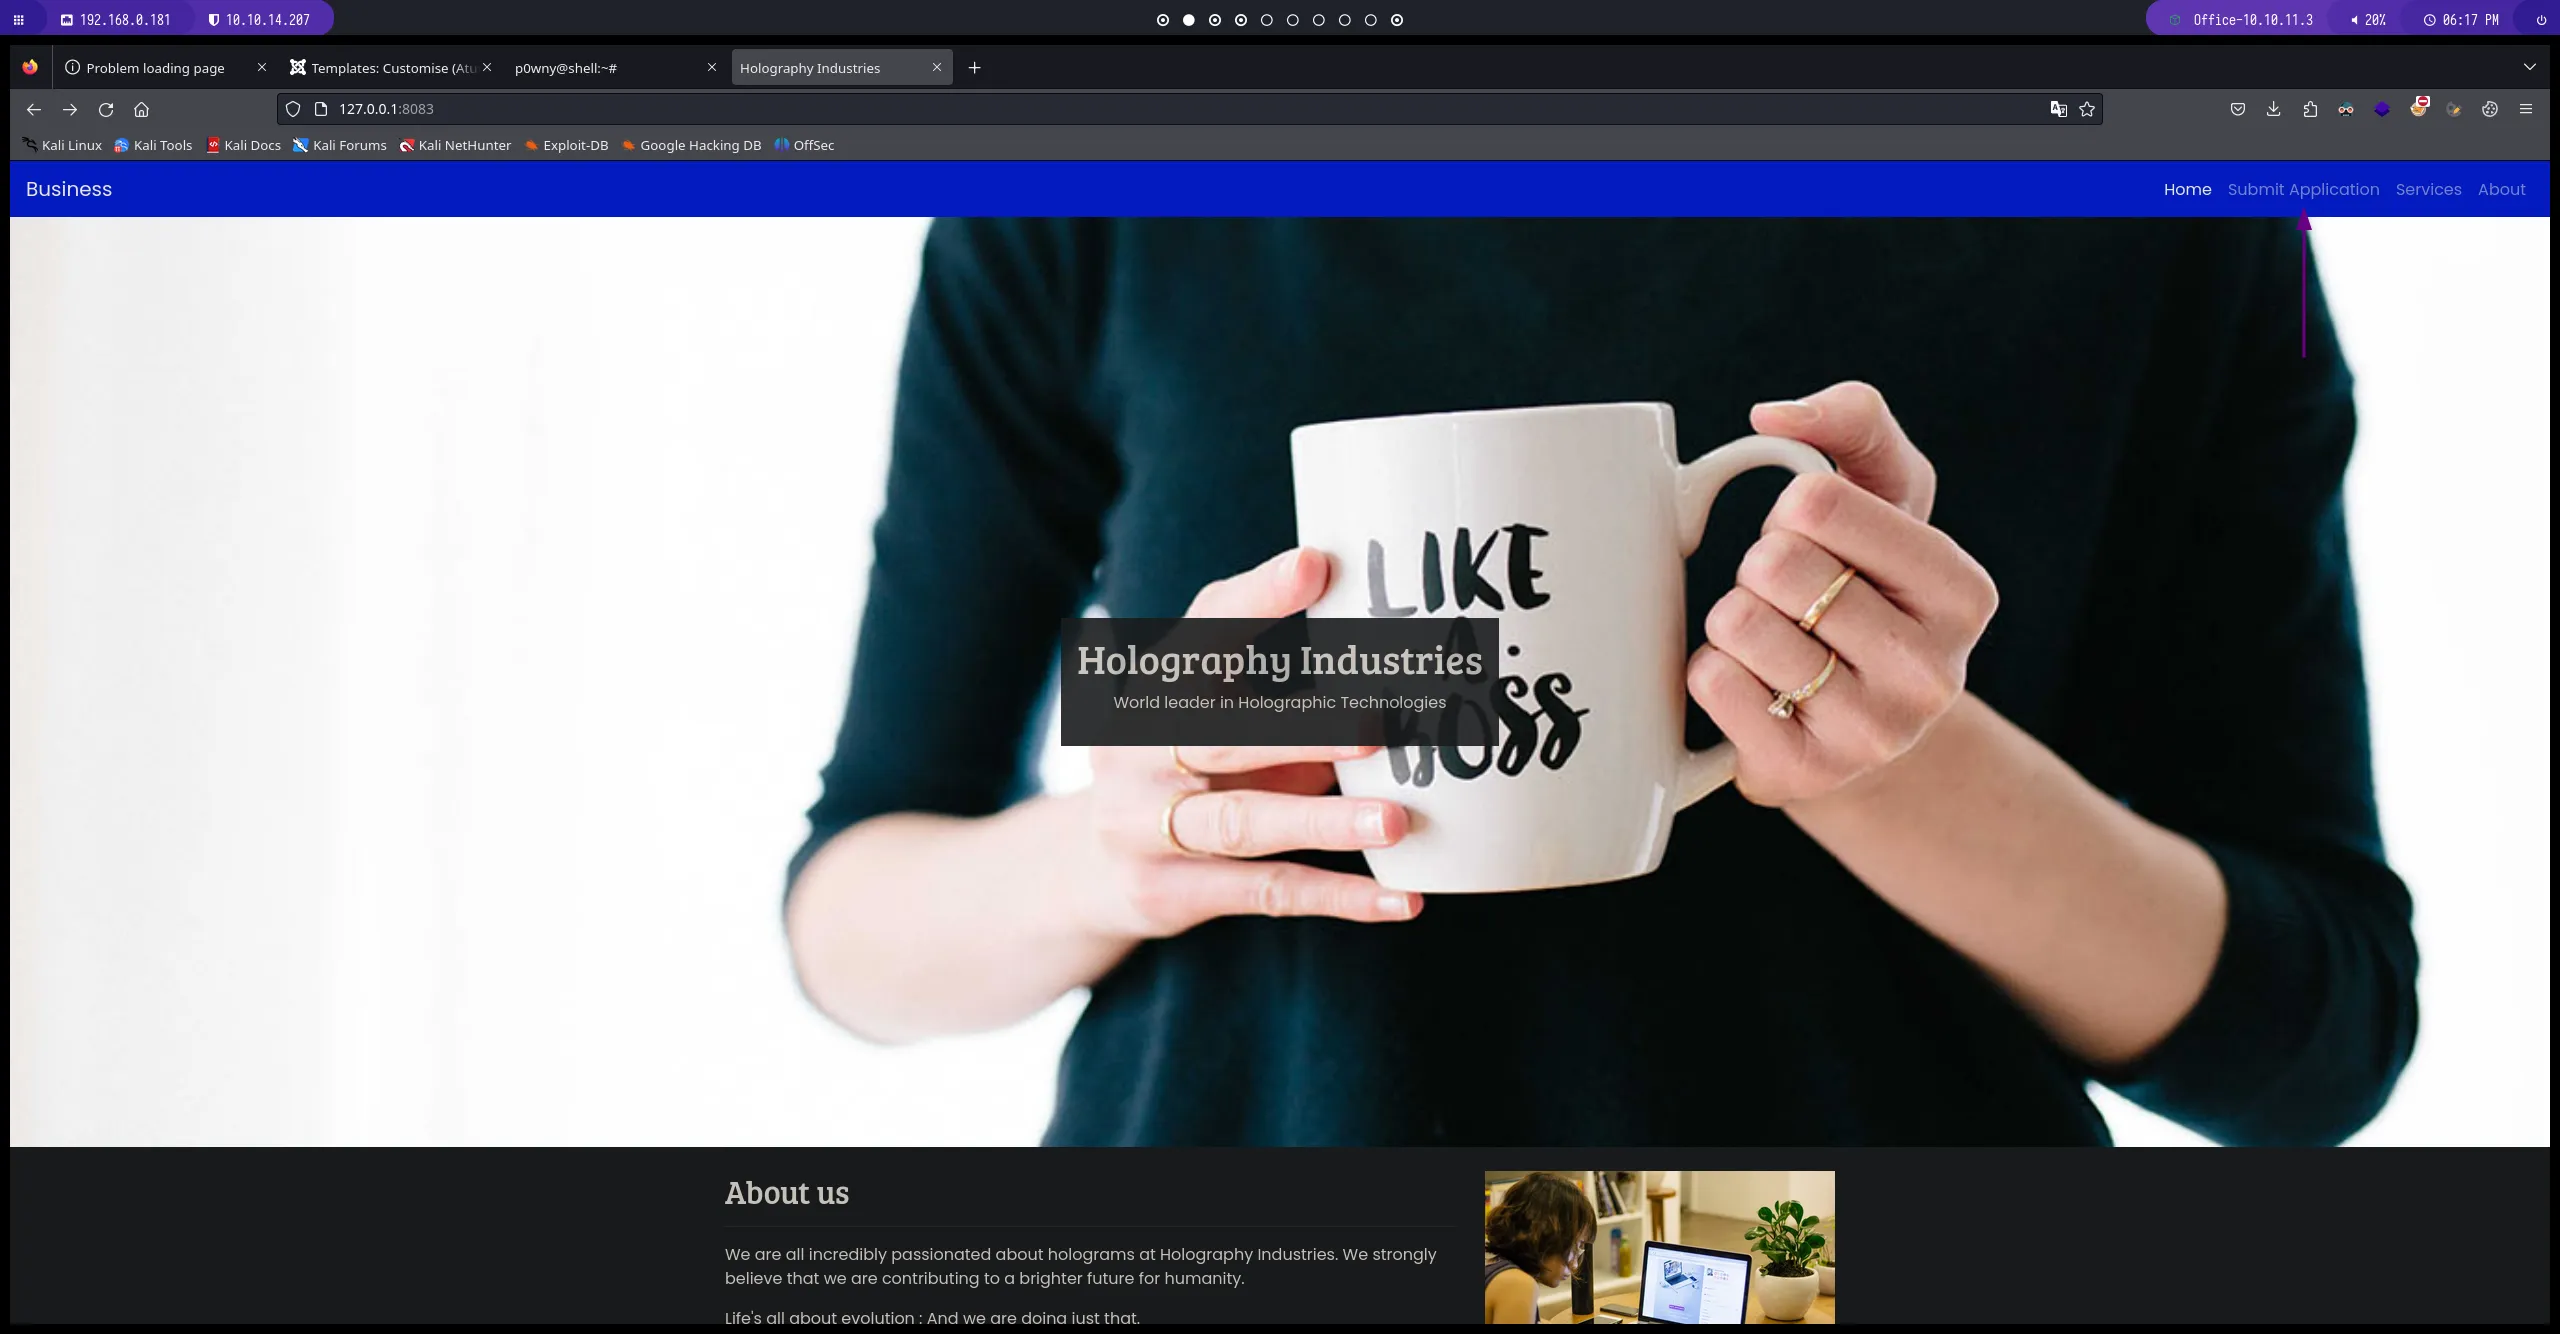 192.168.0.181 10.10.14.207 Office-10.10.11.3 20% 06:17 PM
Problem loading page Templates: Customise (Atu p0wny@shell:~# Holography Industries
127.0.0.1:8083
Kali Linux Kali Tools Kali Docs Kali Forums Kali NetHunter Exploit-DB Google Hacking DB OffSec
Business Home Submit Application Services About
LIKE
A
BOSS
Holography Industries
World leader in Holographic Technologies
About us
We are all incredibly passionated about holograms at Holography Industries. We strongly
believe that we are contributing to a brighter future for humanity.
Life's all about evolution : And we are doing just that.